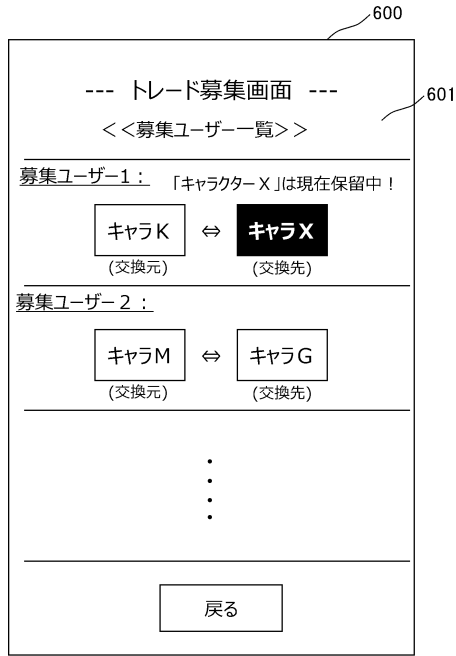 600
--- トレード募集画面 ---
601
<<募集ユーザー一覧>>
募集ユーザー1:
「キャラクターX」は現在保留中！
キャラK ⇔ キャラX
(交換元) (交換先)
募集ユーザー2:
キャラM ⇔ キャラG
(交換元) (交換先)
戻る